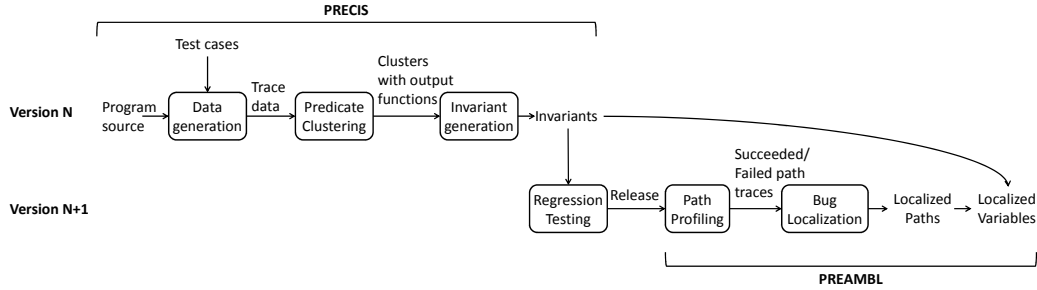 PRECIS
Test cases
Version N
Program
source
Data
generation
Trace
data
Predicate
Clustering
Clusters
with output
functions
Invariant
generation
Invariants
Version N+1
Regression
Testing
Release
Path
Profiling
Succeeded/
Failed path
traces
Bug
Localization
Localized
Paths
Localized
Variables
PREAMBL